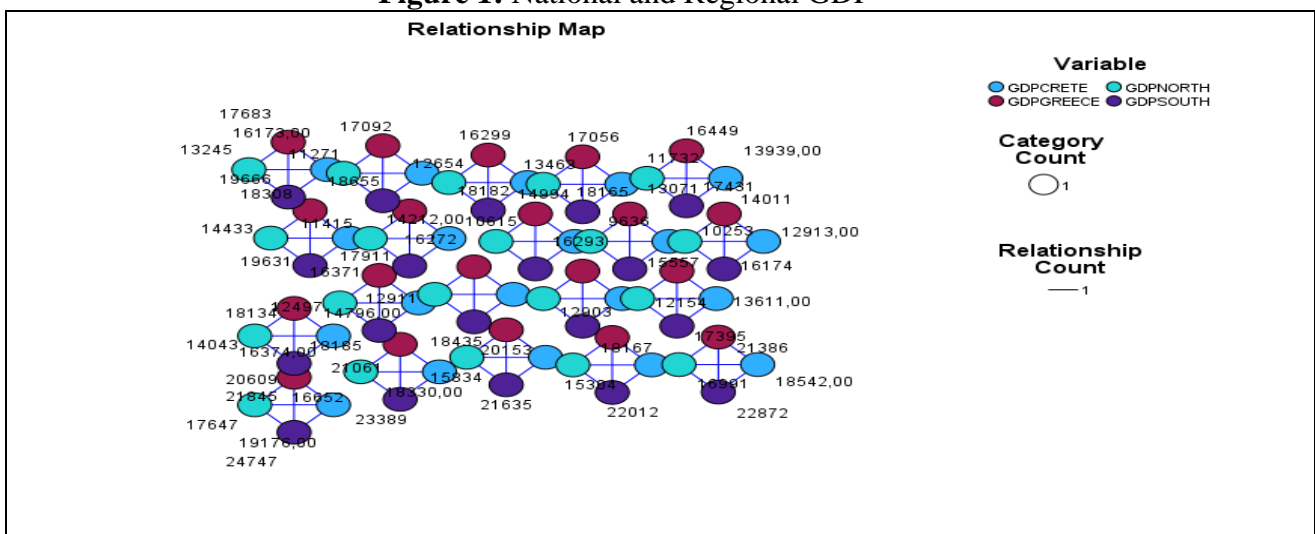 Figure 1: National and Regional GDP
Relationship Map
Variable
GDPCRETE GDPNORTH
GDPGREECE GDPSOUTH
Category
Count
1
Relationship
Count
1
17683
16173,00 17092 16299 17056 16449
13245 11271 12654 13463 11732 13939,00
19666 18655 18182 14994 18165 13071 17431
18308 14011
14433 11415 14212,00 10615 9636 10253 12913,00
16272 16293
19631 17911 15557 16174
16371
12497 12911 12903 12154 13611,00
18134 14796,00
14043 18185 18435 20153 18167 17395
16374,00 21386
20609 21061 15834 15304 16991 18542,00
21845 16652 18330,00 21635 22012 22872
17647 23389
19176,00
24747